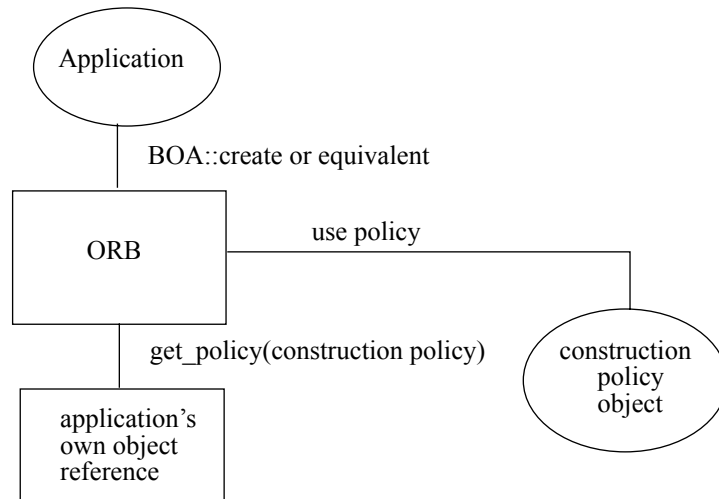 Application
BOA::create or equivalent
ORB
use policy
get_policy(construction policy)
construction
policy
object
application’s
own object
reference